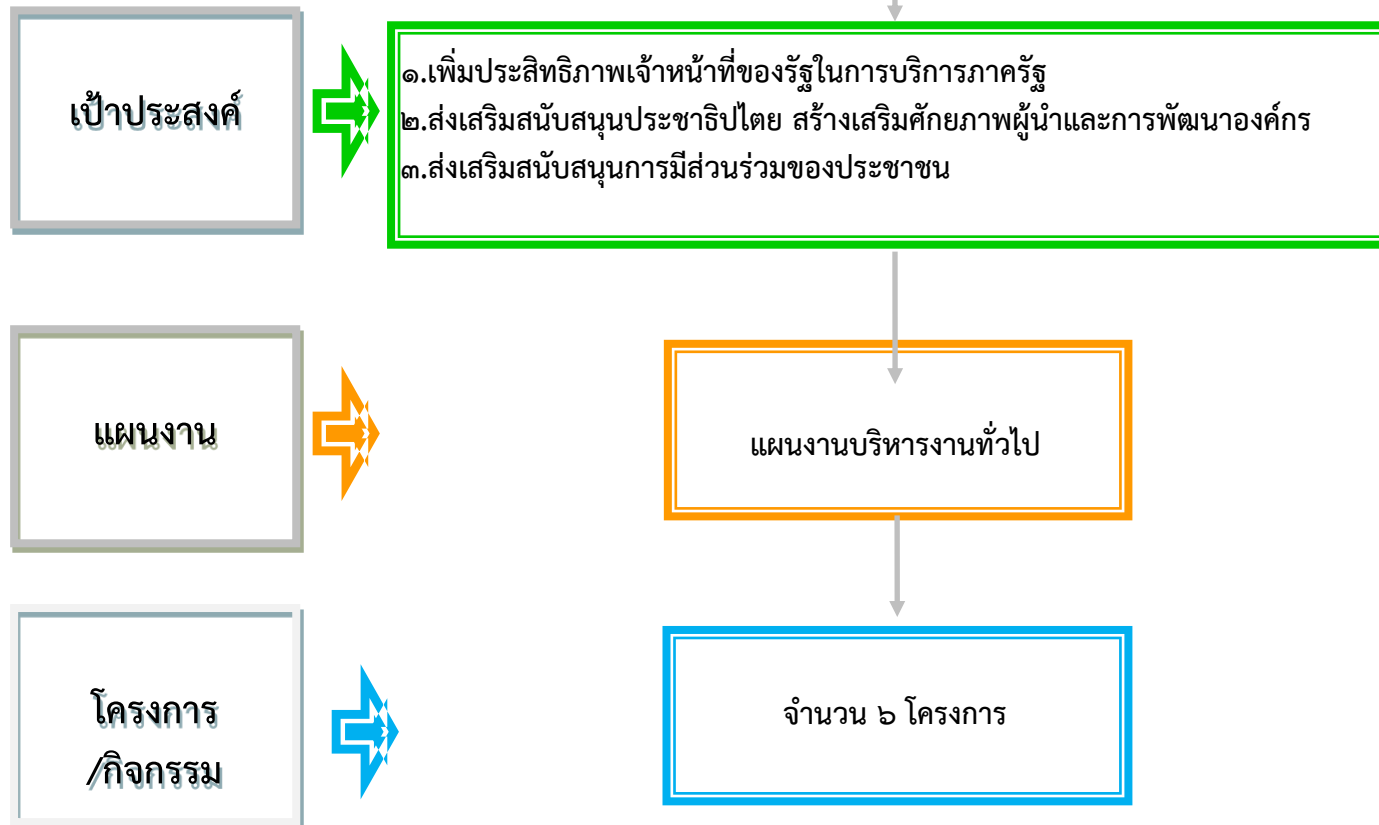 เป้าประสงค์
๑.เพิ่มประสิทธิภาพเจ้าหน้าที่ของรัฐในการบริการภาครัฐ
๒.ส่งเสริมสนับสนุนประชาธิปไตย สร้างเสริมศักยภาพผู้นำและการพัฒนาองค์กร
๓.ส่งเสริมสนับสนุนการมีส่วนร่วมของประชาชน
แผนงาน
แผนงานบริหารงานทั่วไป
โครงการ
/กิจกรรม
จำนวน ๖ โครงการ